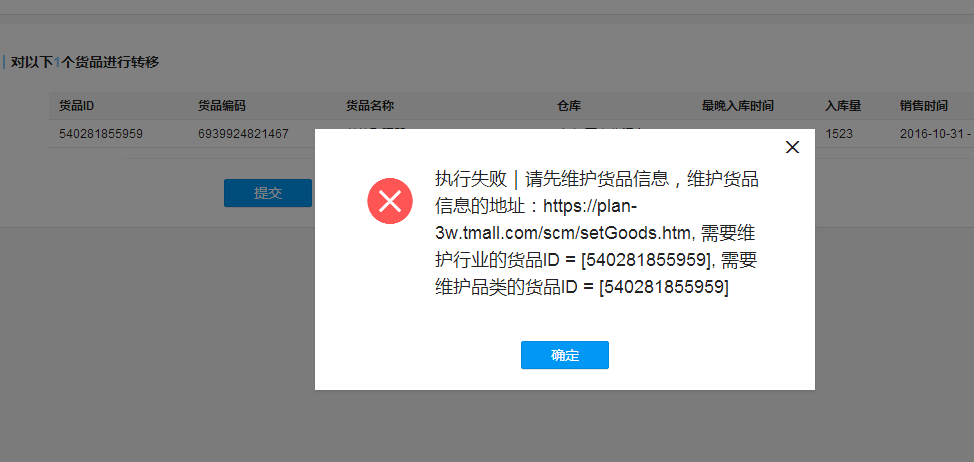 对以下1个货品进行转移
货品ID 货品编码 货品名称 仓库 最晚入库时间 入库量 销售时间
540281855959 6939924821467 1523 2016-10-31 -
提交
执行失败｜请先维护货品信息，维护货品
信息的地址：https://plan-
3w.tmall.com/scm/setGoods.htm, 需要维
护行业的货品ID = [540281855959], 需要
维护品类的货品ID = [540281855959]
确定